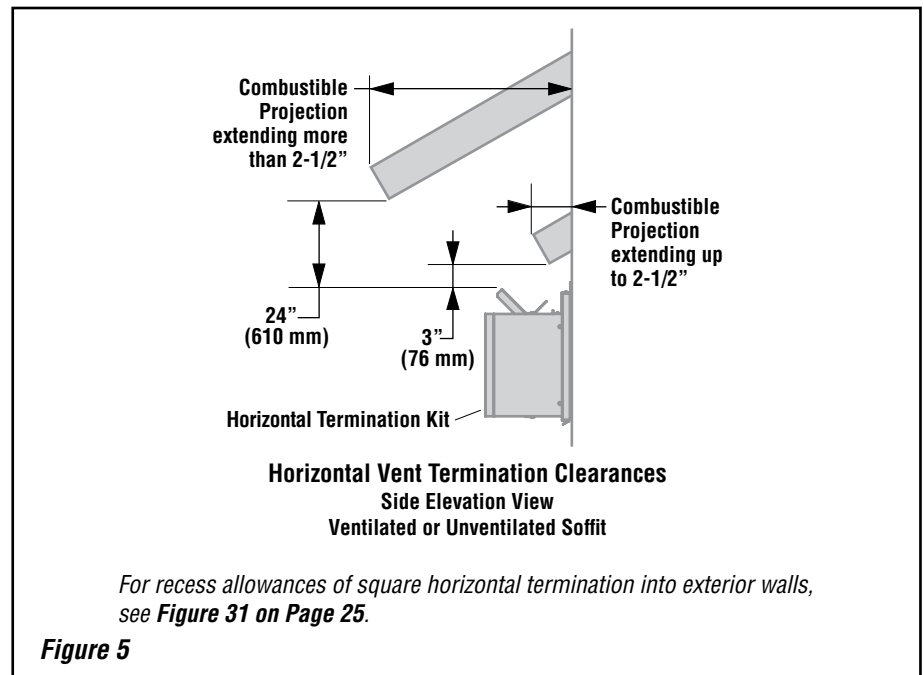 Combustible
Projection
extending more
than 2-1/2”
Combustible
Projection
extending up
to 2-1/2”
24”
(610 mm)
3”
(76 mm)
Horizontal Termination Kit
Horizontal Vent Termination Clearances
Side Elevation View
Ventilated or Unventilated Soffit
For recess allowances of square horizontal termination into exterior walls,
see Figure 31 on Page 25.
Figure 5